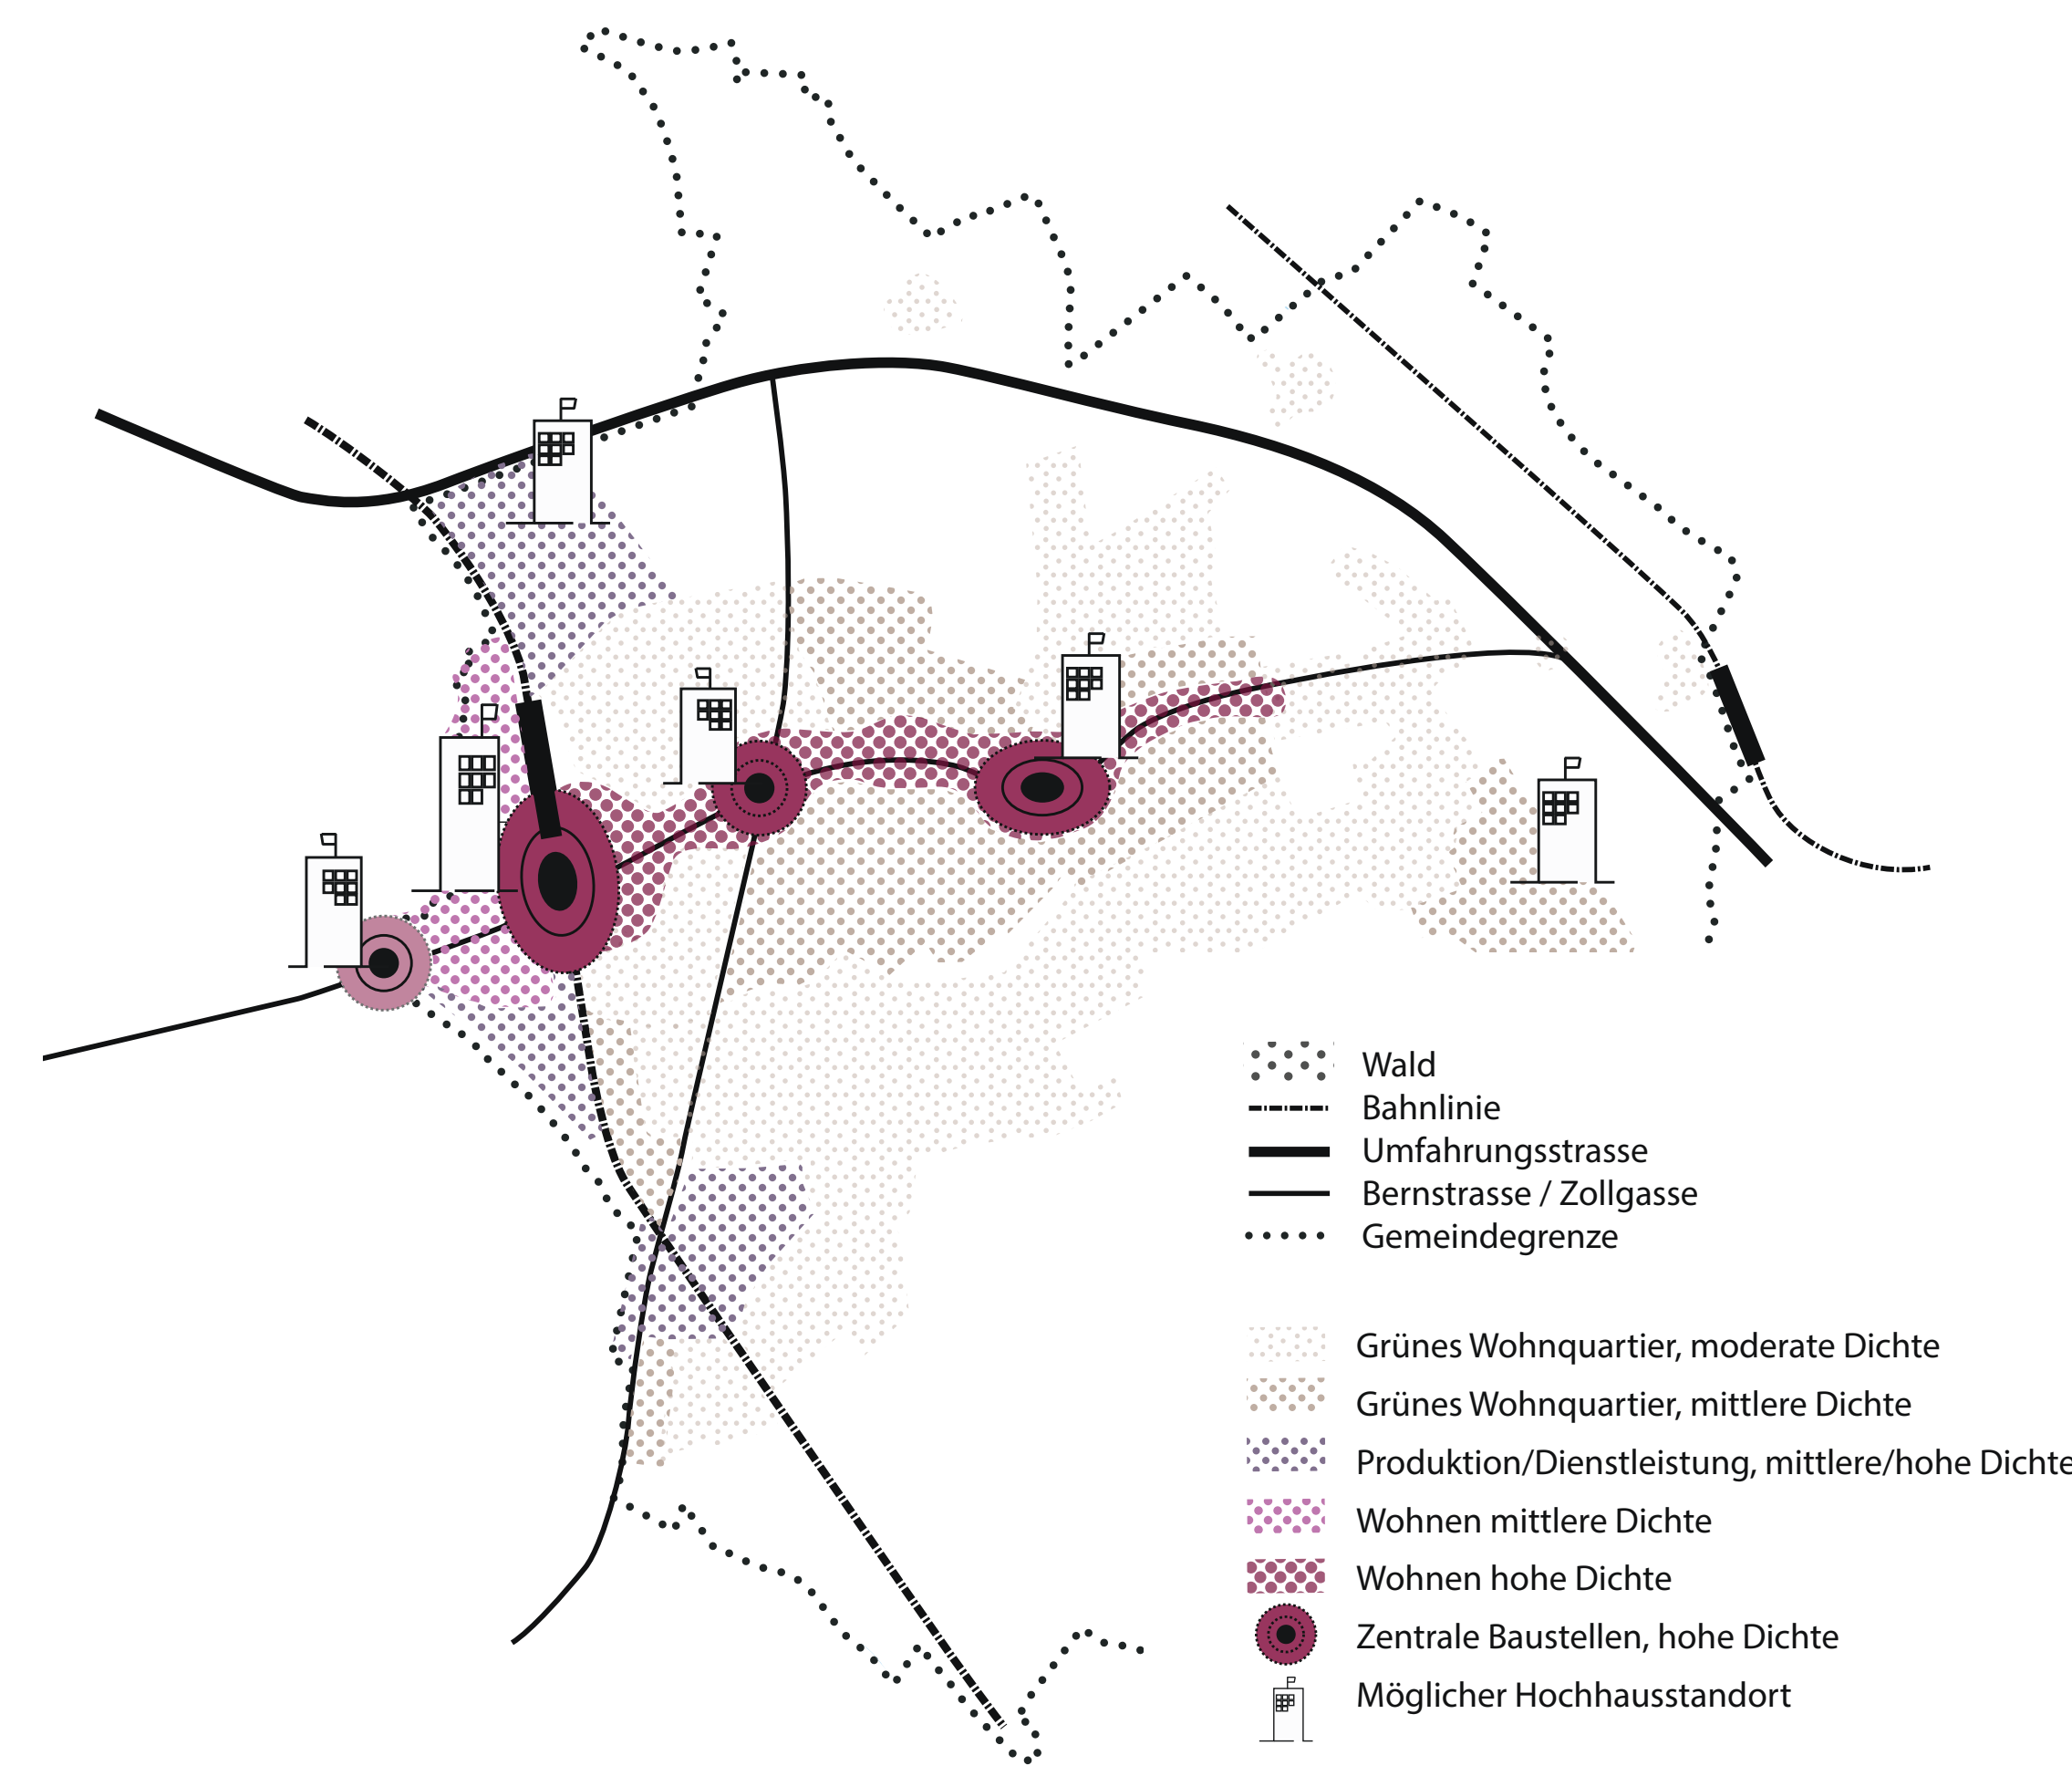 Wald
Bahnlinie
Umfahrungsstrasse
Bernstrasse / Zollgasse
Gemeindegrenze
Grünes Wohnquartier, moderate Dichte
Grünes Wohnquartier, mittlere Dichte
Produktion/Dienstleistung, mittlere/hohe Dichte
Wohnen mittlere Dichte
Wohnen hohe Dichte
Zentrale Baustellen, hohe Dichte
Möglicher Hochhausstandort